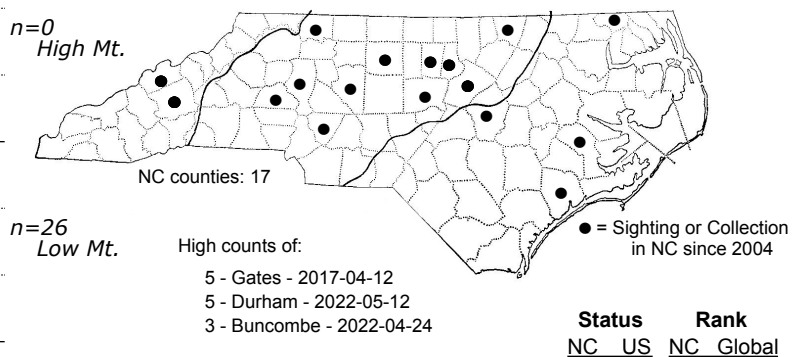 n=0
High Mt.
NC counties: 17
n=26
Low Mt.
High counts of:
5 - Gates - 2017-04-12
5 - Durham - 2022-05-12
3 - Buncombe - 2022-04-24
● = Sighting or Collection
in NC since 2004
Status Rank
NC US NC Global